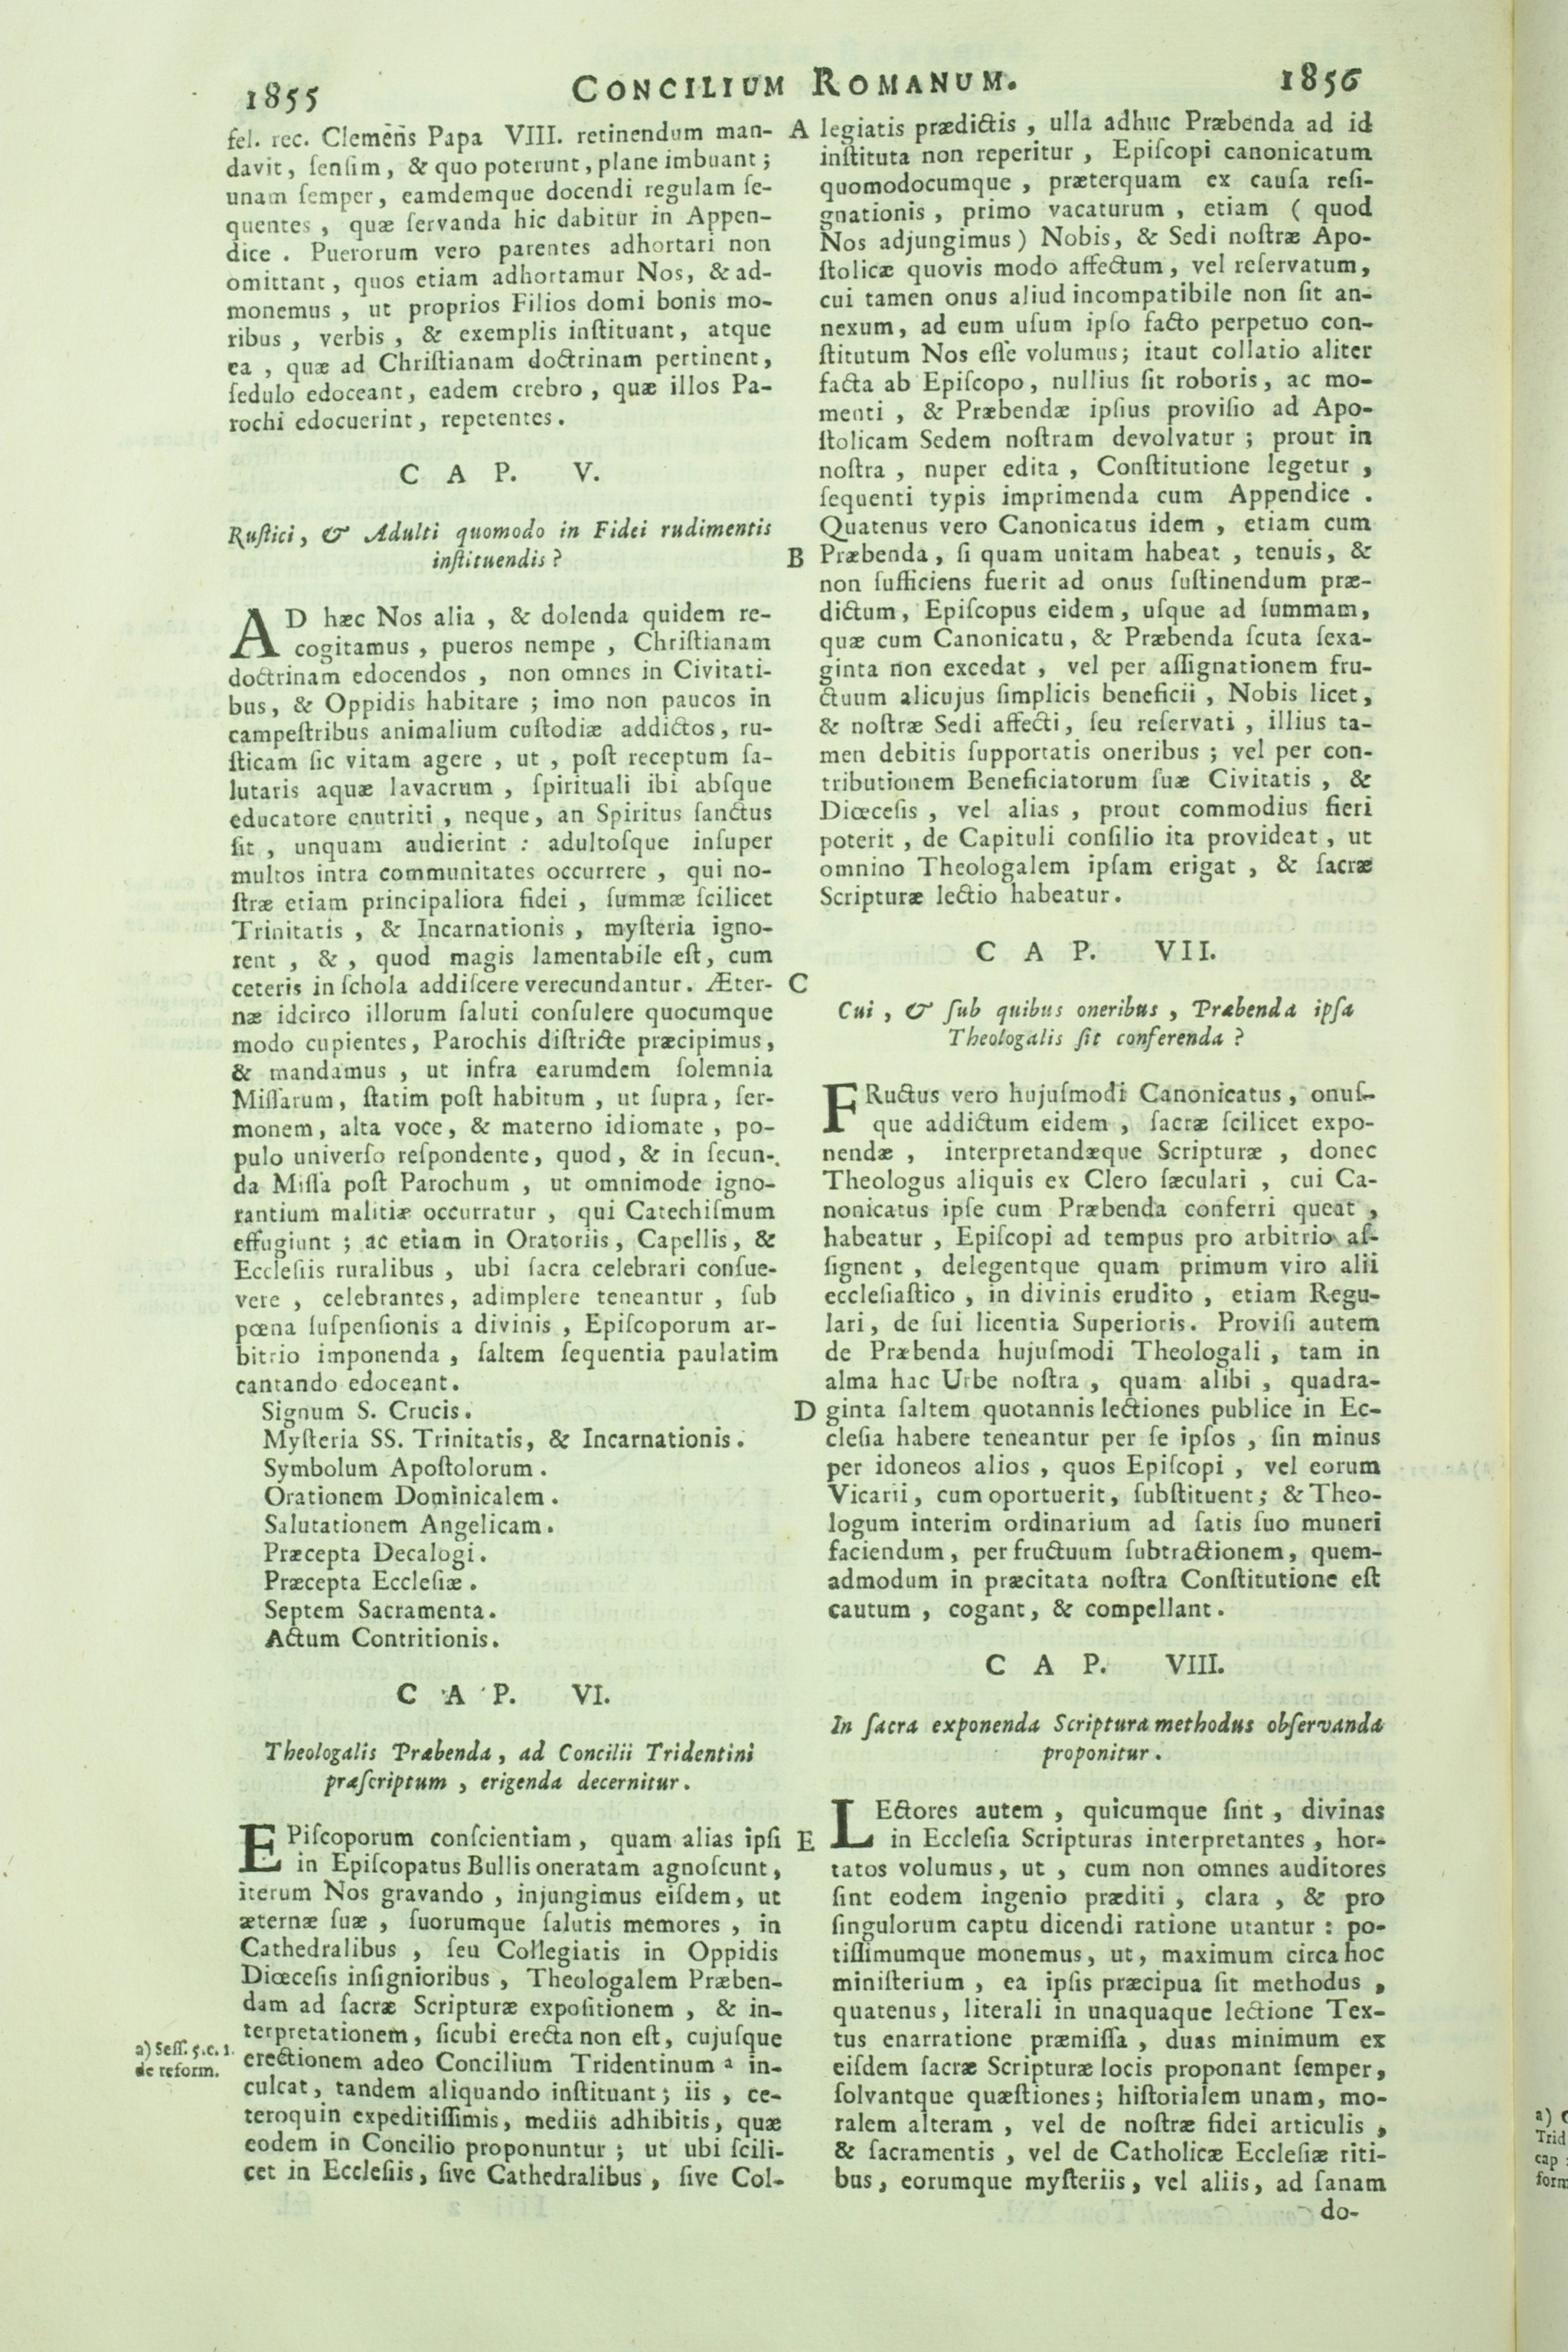 1855
CONCILIUM ROMANUM.
1856
fel. rec. Clemens Papa VIII. retinendum man-
davit, ſenſim, & quo poterunt, plane imbuant;
unam ſemper, eamdemque docendi regulam ſe-
quentes, quæ ſervanda hic dabitur in Appen-
dice. Puerorum vero parentes adhortari non
omittant, quos etiam adhortamur Nos, & ad-
monemus, ut proprios Filios domi bonis mo-
ribus, verbis, & exemplis inſtituant, atque
ea, quæ ad Chriſtianam doctrinam pertinent,
ſedulo edoceant, eadem crebro, quæ illos Pa-
rochi edocuerint, repetentes.
CAP. V.
Ruſtici, & Adulti quomodo in Fidei rudimentis
inſtituendis?
AD hæc Nos alia, & dolenda quidem re-
cogitamus, pueros nempe, Chriſtianam
doctrinam edocendos, non omnes in Civitati-
bus, & Oppidis habitare; imo non paucos in
campeſtribus animalium cuſtodiæ addictos, ru-
ſticam ſic vitam agere, ut, poſt receptum ſa-
lutaris aquæ lavacrum, ſpirituali ibi abſque
educatore enutriti, neque, an Spiritus ſanctus
ſit, unquam audierint: adultoſque inſuper
multos intra communitates occurrere, qui no-
ſtræ etiam principaliora fidei, ſummæ ſcilicet
Trinitatis, & Incarnationis, myſteria igno-
rent, &, quod magis lamentabile eſt, cum
ceteris in ſchola addiſcere verecundantur. Æter-
næ idcirco illorum ſaluti conſulere quocumque
modo cupientes, Parochis diſtricte præcipimus,
& mandamus, ut infra earumdem ſolemnia
Miſſarum, ſtatim poſt habitum, ut ſupra, ſer-
monem, alta voce, & materno idiomate, po-
pulo univerſo reſpondente, quod, & in ſecun-
da Miſſa poſt Parochum, ut omnimode igno-
rantium malitiæ occurratur, qui Catechiſmum
effugiunt; ac etiam in Oratoriis, Capellis, &
Eccleſiis ruralibus, ubi ſacra celebrari conſue-
vere, celebrantes, adimplere teneantur, ſub
pœna ſuſpenſionis a divinis, Epiſcoporum ar-
bitrio imponenda, ſaltem ſequentia paulatim
cantando edoceant.
Signum S. Crucis.
Myſteria SS. Trinitatis, & Incarnationis.
Symbolum Apoſtolorum.
Orationem Dominicalem.
Salutationem Angelicam.
Præcepta Decalogi.
Præcepta Eccleſiæ.
Septem Sacramenta.
Actum Contritionis.
CAP. VI.
Theologalis Præbenda, ad Concilii Tridentini
præſcriptum, erigenda decernitur.
EPiſcoporum conſcientiam, quam alias ipſi
in Epiſcopatus Bullis oneratam agnoſcunt,
iterum Nos gravando, injungimus eiſdem, ut
æternæ ſuæ, ſuorumque ſalutis memores, in
Cathedralibus, ſeu Collegiatis in Oppidis
Diœceſis inſignioribus, Theologalem Præben-
dam ad ſacræ Scripturæ expoſitionem, & in-
terpretationem, ſicubi erecta non eſt, cujuſque
erectionem adeo Concilium Tridentinum a in-
culcat, tandem aliquando inſtituant; iis, ce-
teroquin expeditiſſimis, mediis adhibitis, quæ
eodem in Concilio proponuntur; ut ubi ſcili-
cet in Eccleſiis, ſive Cathedralibus, ſive Col-
a) Seſſ. 5. c. 1.
de reform.
A
B
C
D
E
legiatis prædictis, ulla adhuc Præbenda ad id
inſtituta non reperitur, Epiſcopi canonicatum
quomodocumque, præterquam ex cauſa reſi-
gnationis, primo vacaturum, etiam (quod
Nos adjungimus) Nobis, & Sedi noſtræ Apo-
ſtolicæ quovis modo affectum, vel reſervatum,
cui tamen onus aliud incompatibile non ſit an-
nexum, ad eum uſum ipſo facto perpetuo con-
ſtitutum Nos eſſe volumus; itaut collatio aliter
facta ab Epiſcopo, nullius ſit roboris, ac mo-
menti, & Præbendæ ipſius proviſio ad Apo-
ſtolicam Sedem noſtram devolvatur; prout in
noſtra, nuper edita, Conſtitutione legetur,
ſequenti typis imprimenda cum Appendice.
Quatenus vero Canonicatus idem, etiam cum
Præbenda, ſi quam unitam habeat, tenuis, &
non ſufficiens fuerit ad onus ſuſtinendum præ-
dictum, Epiſcopus eidem, uſque ad ſummam,
quæ cum Canonicatu, & Præbenda ſcuta ſexa-
ginta non excedat, vel per aſſignationem fru-
ctuum alicujus ſimplicis beneficii, Nobis licet,
& noſtræ Sedi affecti, ſeu reſervati, illius ta-
men debitis ſupportatis oneribus; vel per con-
tributionem Beneficiatorum ſuæ Civitatis, &
Diœceſis, vel alias, prout commodius fieri
poterit, de Capituli conſilio ita provideat, ut
omnino Theologalem ipſam erigat, & ſacræ
Scripturæ lectio habeatur.
CAP. VII.
Cui, & ſub quibus oneribus, Præbenda ipſa
Theologalis ſit conferenda?
FRuctus vero hujuſmodi Canonicatus, onuſ-
que addictum eidem, ſacræ ſcilicet expo-
nendæ, interpretandæque Scripturæ, donec
Theologus aliquis ex Clero ſæculari, cui Ca-
nonicatus ipſe cum Præbenda conferri queat,
habeatur, Epiſcopi ad tempus pro arbitrio aſ-
ſignent, delegentque quam primum viro alii
eccleſiaſtico, in divinis erudito, etiam Regu-
lari, de ſui licentia Superioris. Proviſi autem
de Præbenda hujuſmodi Theologali, tam in
alma hac Urbe noſtra, quam alibi, quadra-
ginta ſaltem quotannis lectiones publice in Ec-
cleſia habere teneantur per ſe ipſos, ſin minus
per idoneos alios, quos Epiſcopi, vel eorum
Vicarii, cum oportuerit, ſubſtituent; & Theo-
logum interim ordinarium ad ſatis ſuo muneri
faciendum, per fructuum ſubtractionem, quem-
admodum in præcitata noſtra Conſtitutione eſt
cautum, cogant, & compellant.
CAP. VIII.
In ſacra exponenda Scriptura methodus obſervanda
proponitur.
LEctores autem, quicumque ſint, divinas
in Eccleſia Scripturas interpretantes, hor-
tatos volumus, ut, cum non omnes auditores
ſint eodem ingenio præditi, clara, & pro
ſingulorum captu dicendi ratione utantur: po-
tiſſimumque monemus, ut, maximum circa hoc
miniſterium, ea ipſis præcipua ſit methodus,
quatenus, literali in unaquaque lectione Tex-
tus enarratione præmiſſa, duas minimum ex
eiſdem ſacræ Scripturæ locis proponant ſemper,
ſolvantque quæſtiones; hiſtorialem unam, mo-
ralem alteram, vel de noſtræ fidei articulis,
& ſacramentis, vel de Catholicæ Eccleſiæ riti-
bus, eorumque myſteriis, vel aliis, ad ſanam
do-
a)
Trid
cap
form